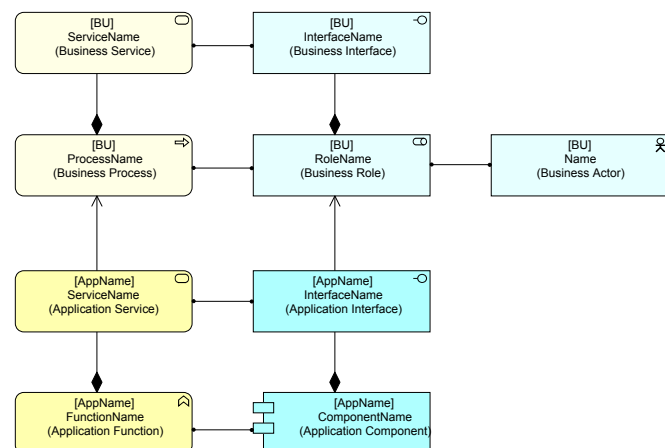 [BU]
ServiceName
(Business Service)
[BU]
InterfaceName
(Business Interface)
[BU]
ProcessName
(Business Process)
[BU]
RoleName
(Business Role)
[BU]
Name
(Business Actor)
[AppName]
ServiceName
(Application Service)
[AppName]
InterfaceName
(Application Interface)
[AppName]
FunctionName
(Application Function)
[AppName]
ComponentName
(Application Component)